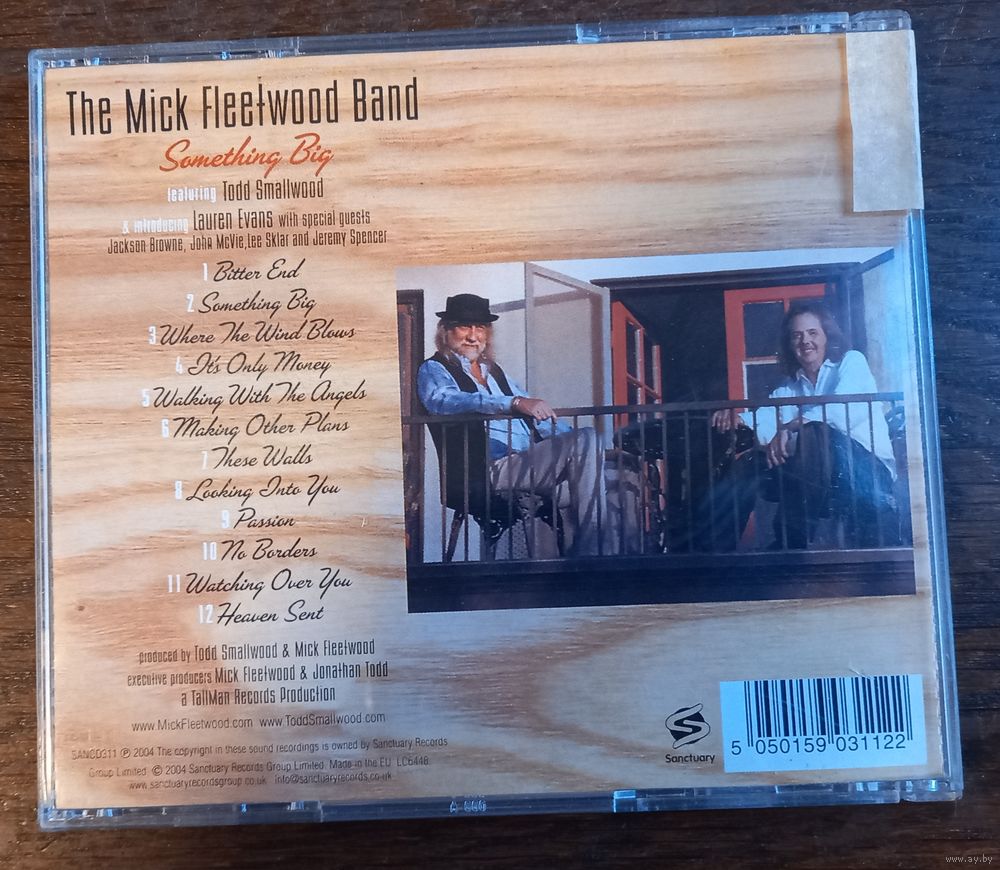 The Mick Fleetwood Band
Something Big
featuring Todd Smallwood
& introducing Lauren Evans with special guests
Jackson Browne, John McVie,Lee Sklar and Jeremy Spencer
1 Bitter End
2 Something Big
3 Where The Wind Blows
4 It's Only Money
5 Walking With The Angels
6 Making Other Plans
7 These Walls
8 Looking Into You
9 Passion
10 No Borders
11 Watching Over You
12 Heaven Sent
produced by Todd Smallwood & Mick Fleetwood
executive producers Mick Fleetwood & Jonathan Todd
a TallMan Records Production
www.MickFleetwood.com www.ToddSmallwood.com
SANCD311 ℗ 2004 The copyright in these sound recordings is owned by Sanctuary Records
Group Limited. © 2004 Sanctuary Records Group Limited. Made in the EU. LC6448.
www.sanctuaryrecordsgroup.co.uk info@sanctuaryrecords.co.uk
Sanctuary
5 050159 031122
www.ay.by